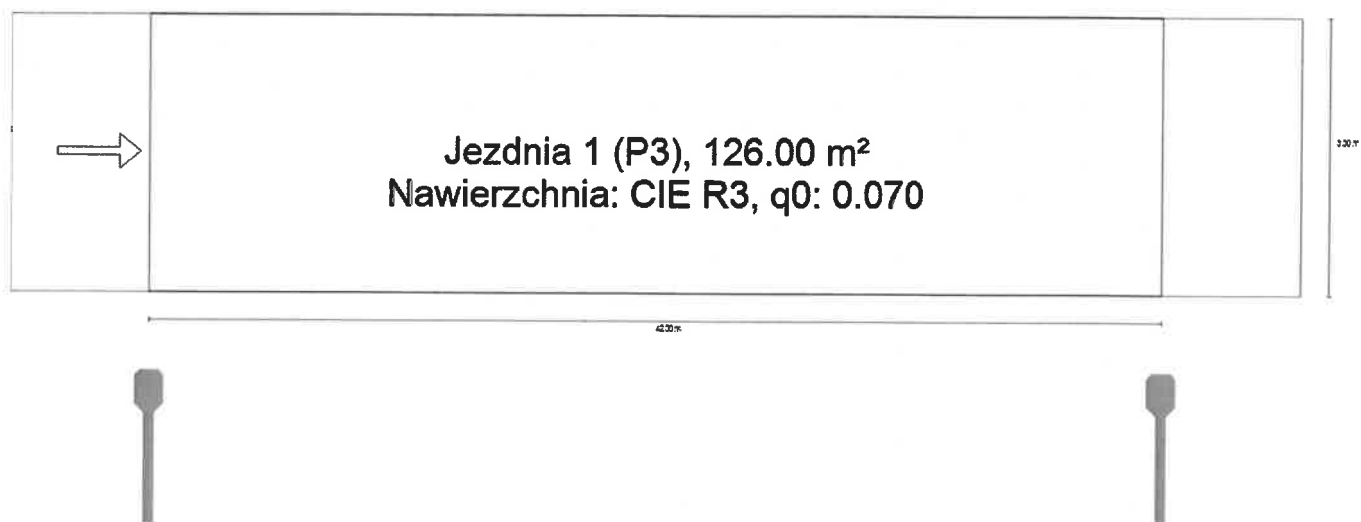 Jezdnia 1 (P3), 126.00 m²
Nawierzchnia: CIE R3, q0: 0.070